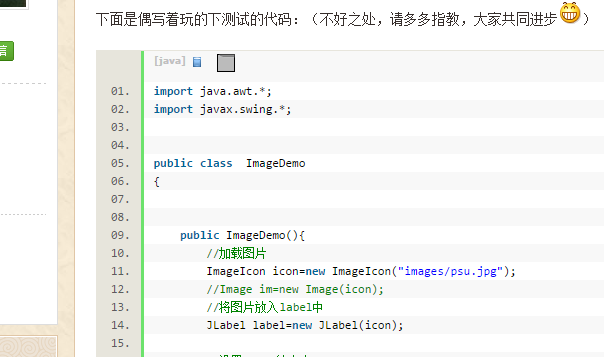 下面是偶写着玩的下测试的代码：（不好之处，请多多指教，大家共同进步）
信
[java]
01. import java.awt.*;
02. import javax.swing.*;
03.
04.
05. public class  ImageDemo
06. {
07.
08.
09.     public ImageDemo(){
10.         //加载图片
11.         ImageIcon icon=new ImageIcon("images/psu.jpg");
12.         //Image im=new Image(icon);
13.         //将图片放入label中
14.         JLabel label=new JLabel(icon);
15.